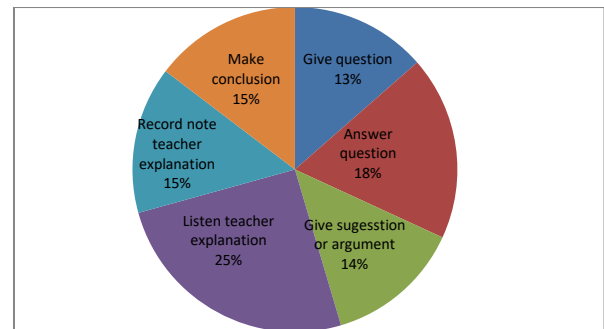 Give question
13%
Answer
question
18%
Give sugesstion
or argument
14%
Listen teacher
explanation
25%
Record note
teacher
explanation
15%
Make
conclusion
15%